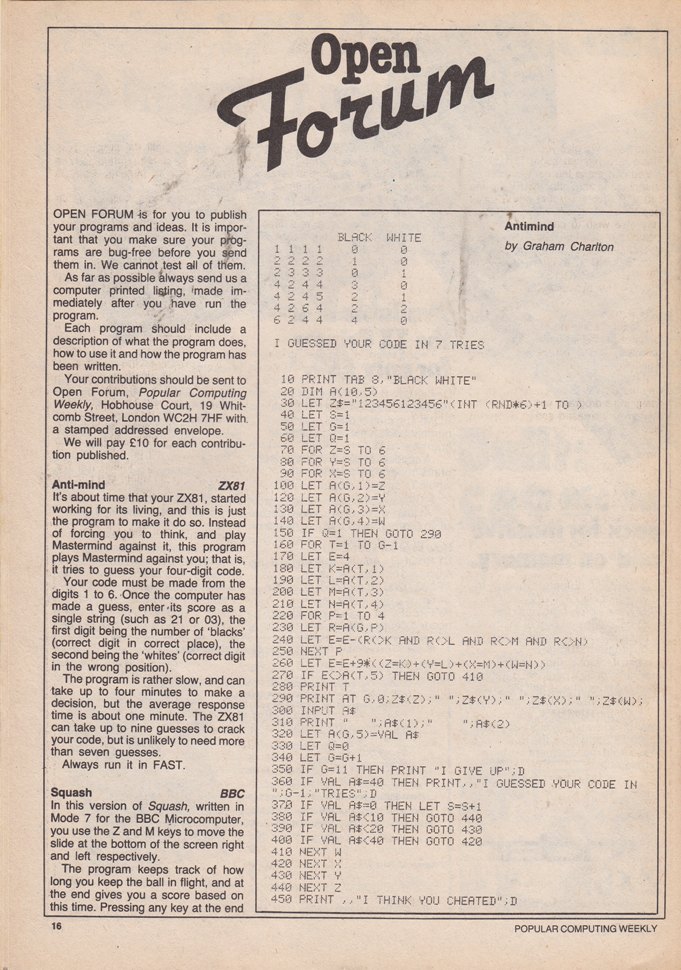 Open
Forum
OPEN FORUM is for you to publish
your programs and ideas. It is impor-
tant that you make sure your prog-
rams are bug-free before you send
them in. We cannot test all of them.
As far as possible always send us a
computer printed listing, made im-
mediately after you have run the
program.
Each program should include a
description of what the program does,
how to use it and how the program has
been written.
Your contributions should be sent to
Open Forum, Popular Computing
Weekly, Hobhouse Court, 19 Whit-
comb Street, London WC2H 7HF with
a stamped addressed envelope.
We will pay £10 for each contribu-
tion published.
Anti-mind ZX81
It's about time that your ZX81, started
working for its living, and this is just
the program to make it do so. Instead
of forcing you to think, and play
Mastermind against it, this program
plays Mastermind against you; that is,
it tries to guess your four-digit code.
Your code must be made from the
digits 1 to 6. Once the computer has
made a guess, enter its score as a
single string (such as 21 or 03), the
first digit being the number of 'blacks'
(correct digit in correct place), the
second being the 'whites' (correct digit
in the wrong position).
The program is rather slow, and can
take up to four minutes to make a
decision, but the average response
time is about one minute. The ZX81
can take up to nine guesses to crack
your code, but is unlikely to need more
than seven guesses.
Always run it in FAST.
Squash BBC
In this version of Squash, written in
Mode 7 for the BBC Microcomputer,
you use the Z and M keys to move the
slide at the bottom of the screen right
and left respectively.
The program keeps track of how
long you keep the ball in flight, and at
the end gives you a score based on
this time. Pressing any key at the end
Antimind
by Graham Charlton
BLACK WHITE
1 1 1 1 0 0
2 2 2 2 1 0
2 3 3 3 0 1
4 2 4 4 3 0
4 2 4 5 2 1
4 2 6 4 2 2
6 2 4 4 4 0
I GUESSED YOUR CODE IN 7 TRIES
10 PRINT TAB 8,"BLACK WHITE"
20 DIM A(10,5)
30 LET Z$="123456123456"(INT (RND*6)+1 TO )
40 LET S=1
50 LET G=1
60 LET Q=1
70 FOR Z=S TO 6
80 FOR Y=S TO 6
90 FOR X=S TO 6
100 LET A(G,1)=Z
120 LET A(G,2)=Y
130 LET A(G,3)=X
140 LET A(G,4)=W
150 IF Q=1 THEN GOTO 290
160 FOR T=1 TO G-1
170 LET E=4
180 LET K=A(T,1)
190 LET L=A(T,2)
200 LET M=A(T,3)
210 LET N=A(T,4)
220 FOR P=1 TO 4
230 LET R=A(G,P)
240 LET E=E-(R<>K AND R<>L AND R<>M AND R<>N)
250 NEXT P
260 LET E=E+9*((Z=K)+(Y=L)+(X=M)+(W=N))
270 IF E<>A(T,5) THEN GOTO 410
280 PRINT T
290 PRINT AT G,0;Z$(Z);" ";Z$(Y);" ";Z$(X);" ";Z$(W);
300 INPUT A$
310 PRINT " ";A$(1);" ";A$(2)
320 LET A(G,5)=VAL A$
330 LET Q=0
340 LET G=G+1
350 IF G=11 THEN PRINT "I GIVE UP";D
360 IF VAL A$=40 THEN PRINT,,"I GUESSED YOUR CODE IN
";G-1;"TRIES";D
370 IF VAL A$=0 THEN LET S=S+1
380 IF VAL A$<10 THEN GOTO 440
390 IF VAL A$<20 THEN GOTO 430
400 IF VAL A$<40 THEN GOTO 420
410 NEXT W
420 NEXT X
430 NEXT Y
440 NEXT Z
450 PRINT ,,"I THINK YOU CHEATED";D
16
POPULAR COMPUTING WEEKLY